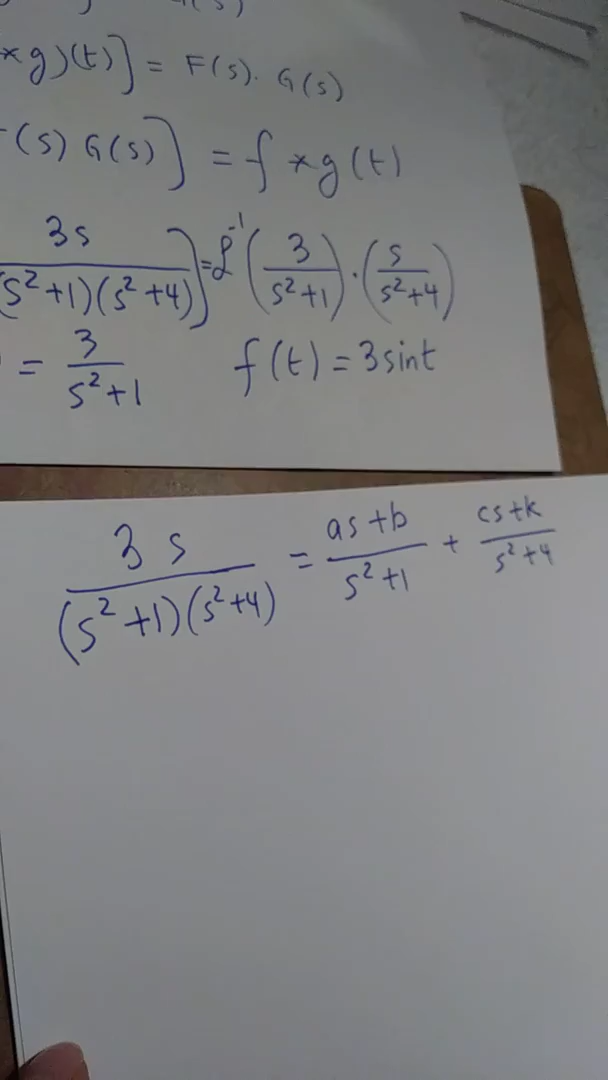 *g)(t)] = F(s). G(s)
(s) G(s)] = f *g(t)
3s/((s²+1)(s²+4))] = ℒ⁻¹(3/(s²+1))·(s/(s²+4))
= 3/(s²+1) f(t) = 3sint
3s/((s²+1)(s²+4)) = (as+b)/(s²+1) + (cs+k)/(s²+4)